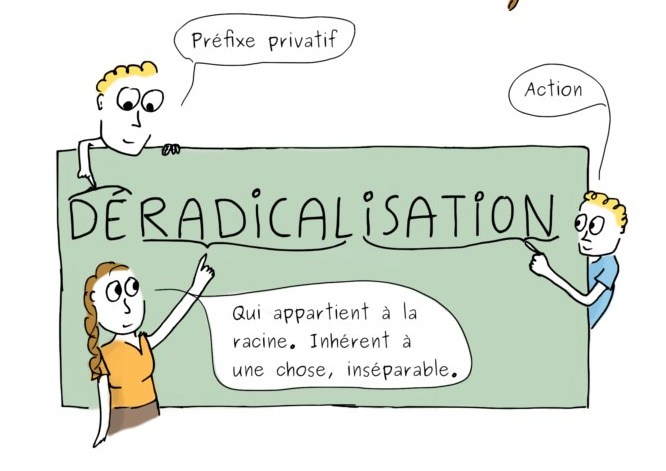 Préfixe privatif
Action
DÉRADICALISATION
Qui appartient à la
racine. Inhérent à
une chose, inséparable.